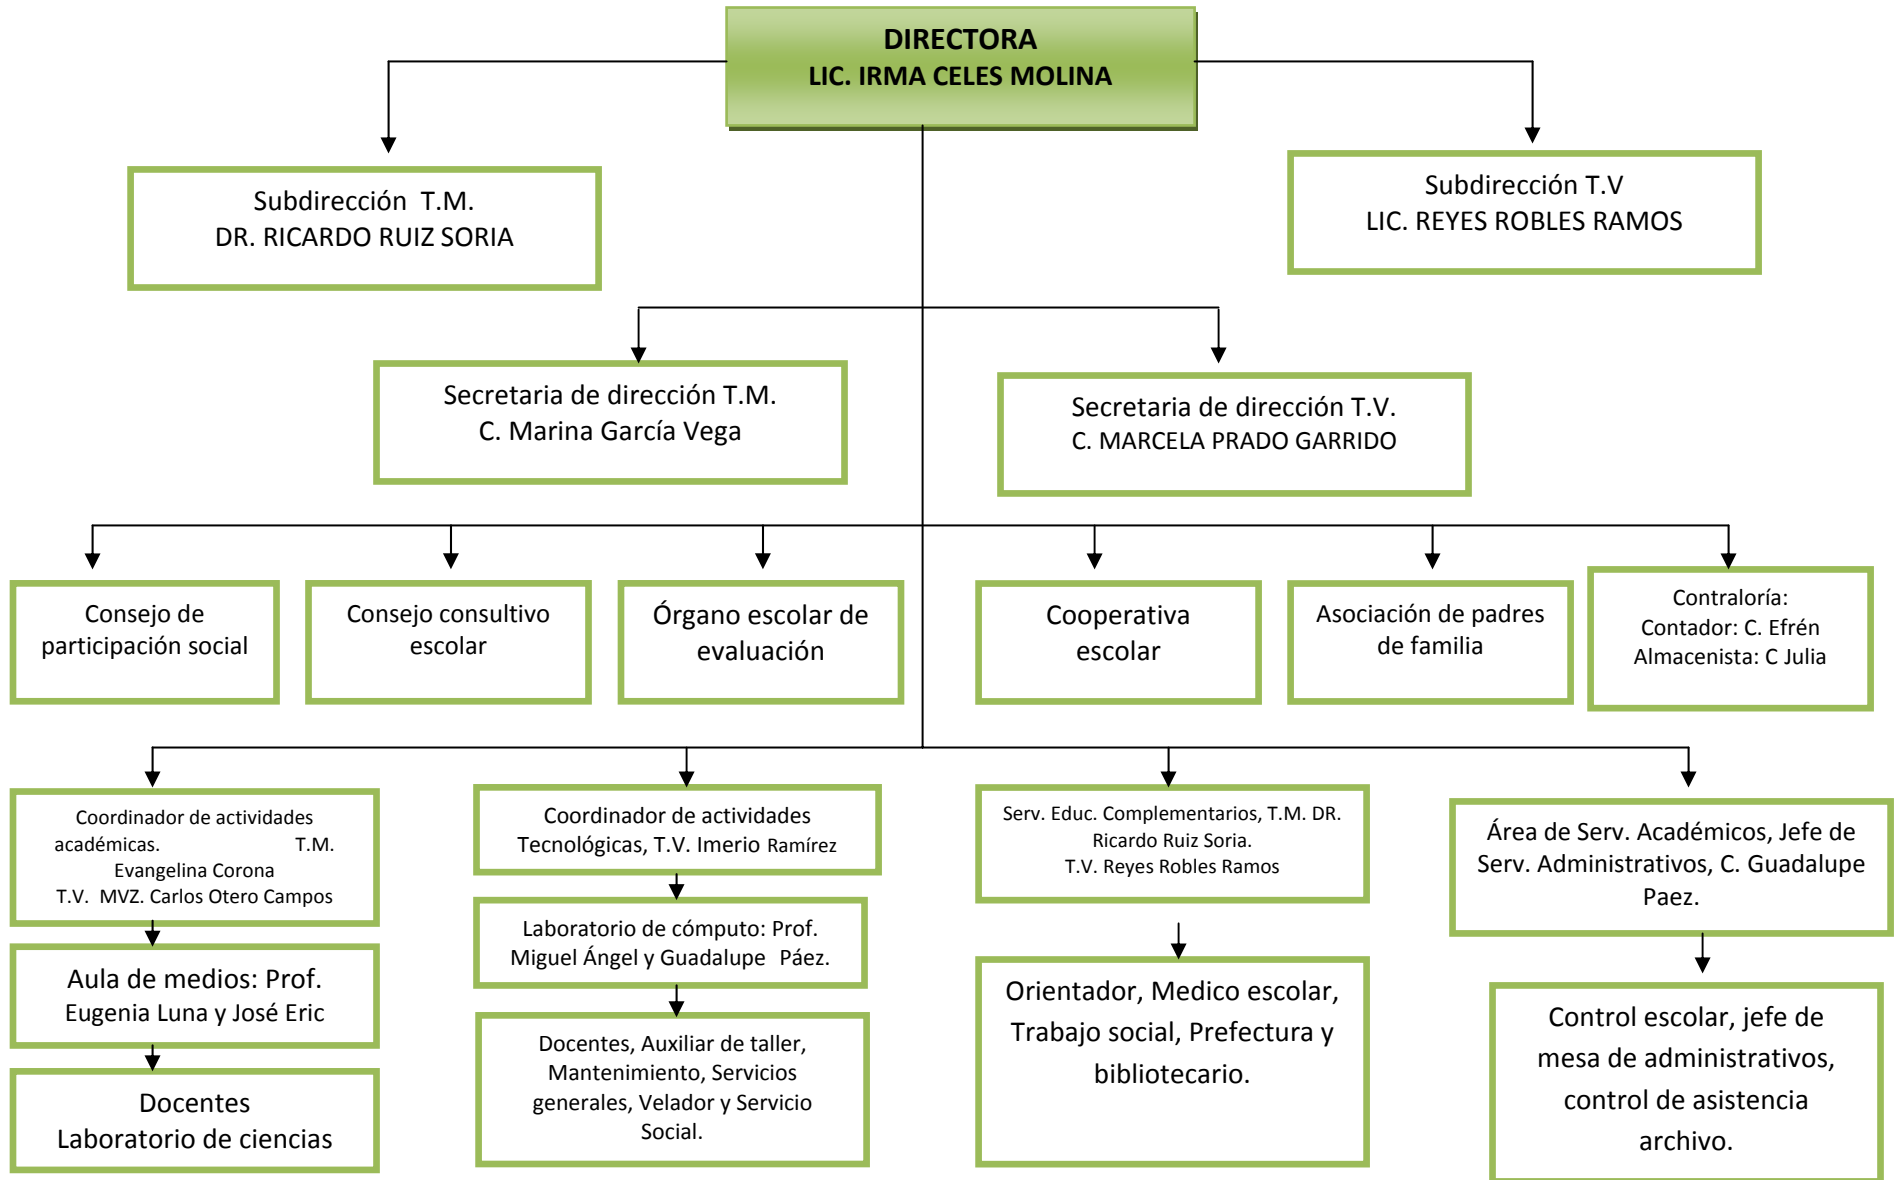 DIRECTORA
LIC. IRMA CELES MOLINA
Subdirección T.M.
DR. RICARDO RUIZ SORIA
Subdirección T.V
LIC. REYES ROBLES RAMOS
Secretaria de dirección T.M.
C. Marina García Vega
Secretaria de dirección T.V.
C. MARCELA PRADO GARRIDO
Consejo de
participación social
Consejo consultivo
escolar
Órgano escolar de
evaluación
Cooperativa
escolar
Asociación de padres
de familia
Contraloría:
Contador: C. Efrén
Almacenista: C Julia
Coordinador de actividades
académicas. T.M.
Evangelina Corona
T.V. MVZ. Carlos Otero Campos
Coordinador de actividades
Tecnológicas, T.V. Imerio Ramírez
Serv. Educ. Complementarios, T.M. DR.
Ricardo Ruiz Soria.
T.V. Reyes Robles Ramos
Área de Serv. Académicos, Jefe de
Serv. Administrativos, C. Guadalupe
Paez.
Aula de medios: Prof.
Eugenia Luna y José Eric
Laboratorio de cómputo: Prof.
Miguel Ángel y Guadalupe Páez.
Orientador, Medico escolar,
Trabajo social, Prefectura y
bibliotecario.
Control escolar, jefe de
mesa de administrativos,
control de asistencia
archivo.
Docentes
Laboratorio de ciencias
Docentes, Auxiliar de taller,
Mantenimiento, Servicios
generales, Velador y Servicio
Social.